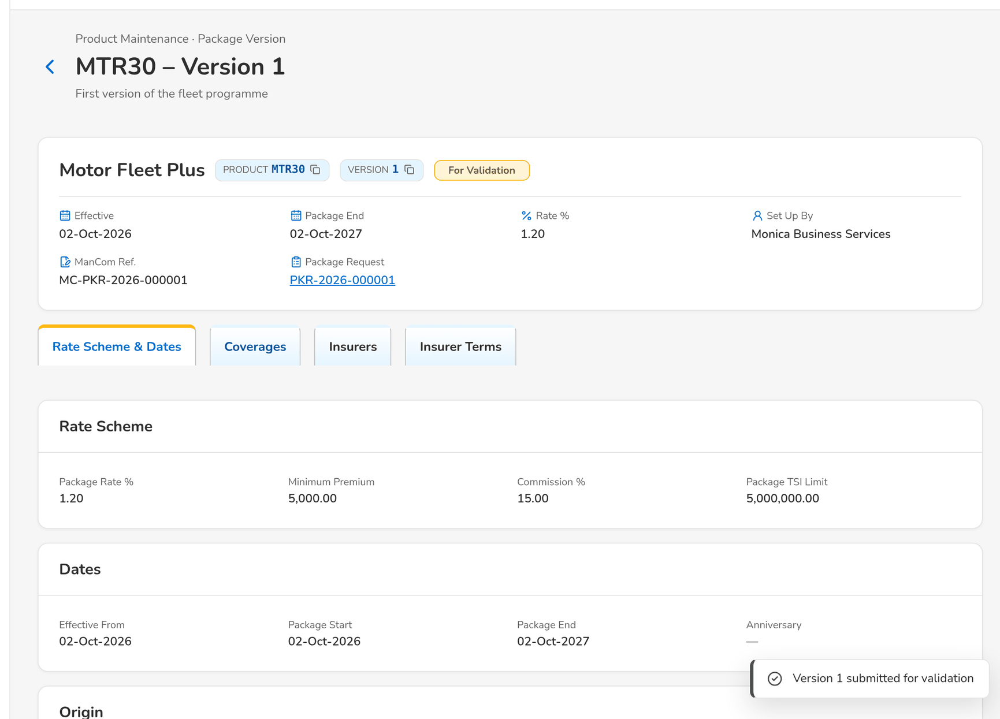 Product Maintenance · Package Version
MTR30 – Version 1
First version of the fleet programme
Motor Fleet Plus
PRODUCT MTR30
VERSION 1
For Validation
Effective
02-Oct-2026
Package End
02-Oct-2027
Rate %
1.20
Set Up By
Monica Business Services
ManCom Ref.
MC-PKR-2026-000001
Package Request
PKR-2026-000001
Rate Scheme & Dates
Coverages
Insurers
Insurer Terms
Rate Scheme
Package Rate %
1.20
Minimum Premium
5,000.00
Commission %
15.00
Package TSI Limit
5,000,000.00
Dates
Effective From
02-Oct-2026
Package Start
02-Oct-2026
Package End
02-Oct-2027
Anniversary
—
Version 1 submitted for validation
Origin